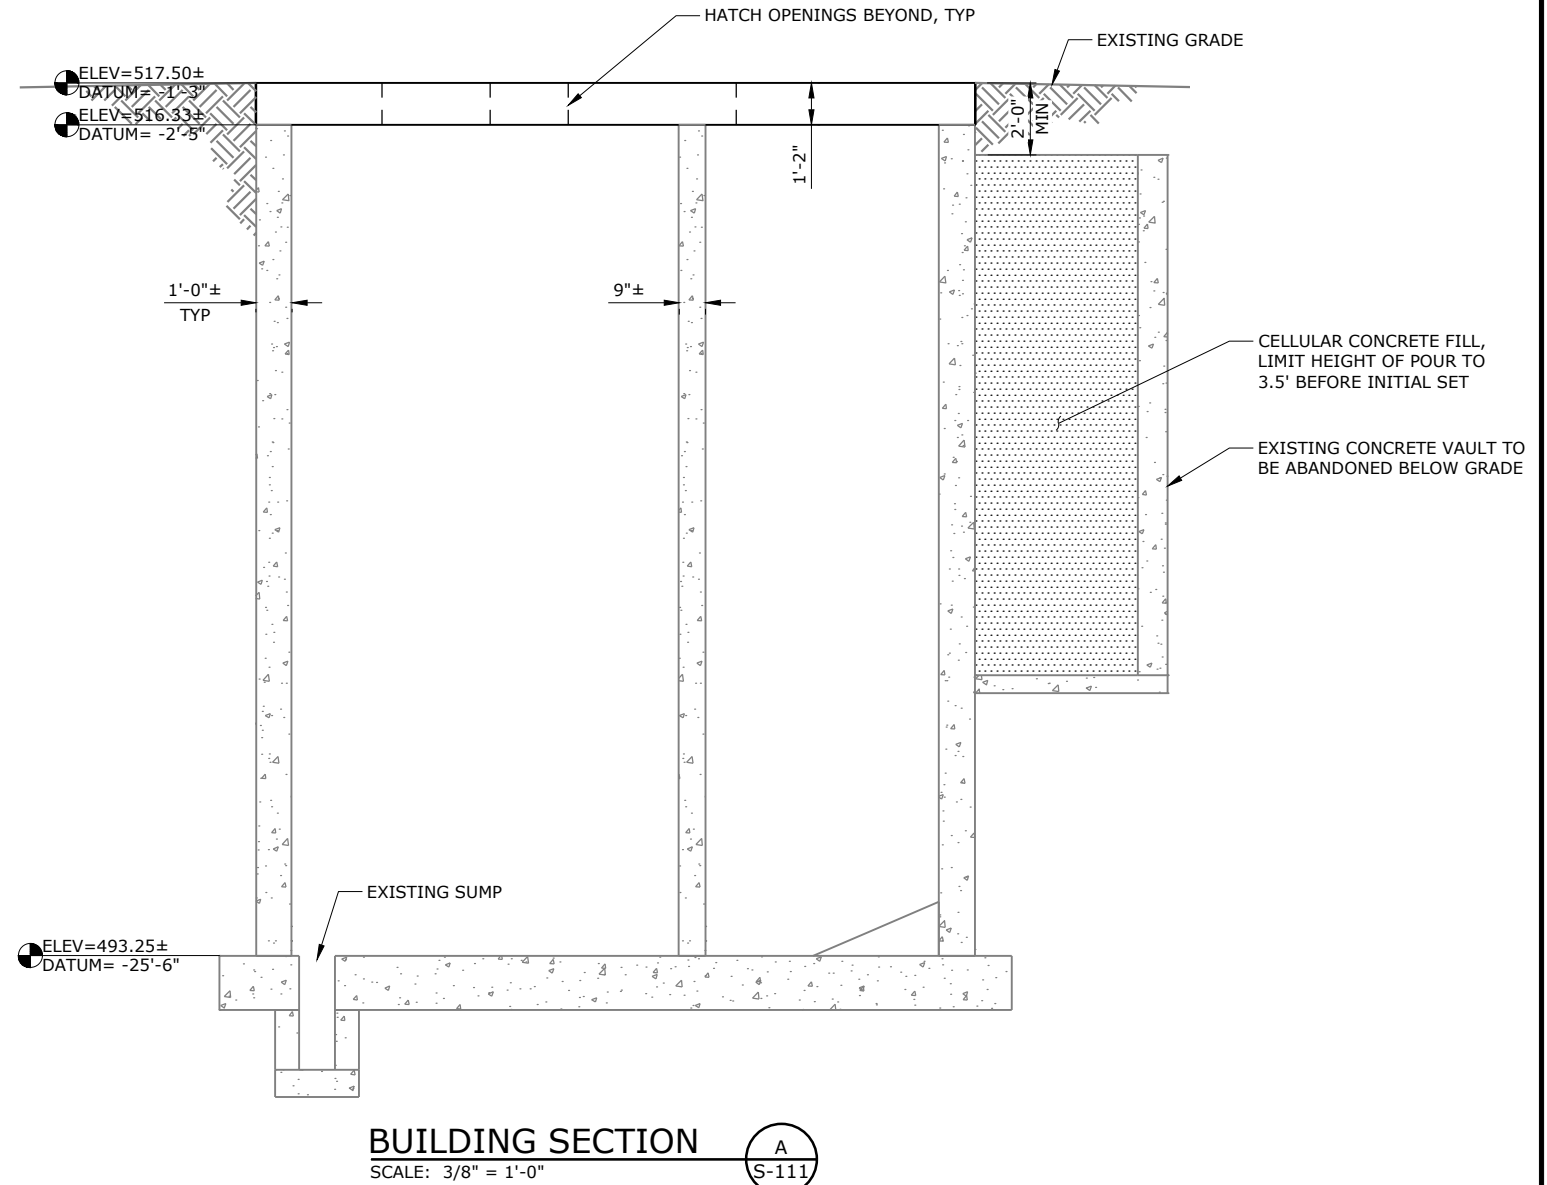 HATCH OPENINGS BEYOND, TYP
EXISTING GRADE
ELEV=517.50±
DATUM= -1'-3"
ELEV=516.33±
DATUM= -2'-5"
2'-0"
MIN
1'-2"
1'-0"±
TYP
9"±
CELLULAR CONCRETE FILL,
LIMIT HEIGHT OF POUR TO
3.5' BEFORE INITIAL SET
EXISTING CONCRETE VAULT TO
BE ABANDONED BELOW GRADE
EXISTING SUMP
ELEV=493.25±
DATUM= -25'-6"
BUILDING SECTION
SCALE: 3/8" = 1'-0"
A
S-111